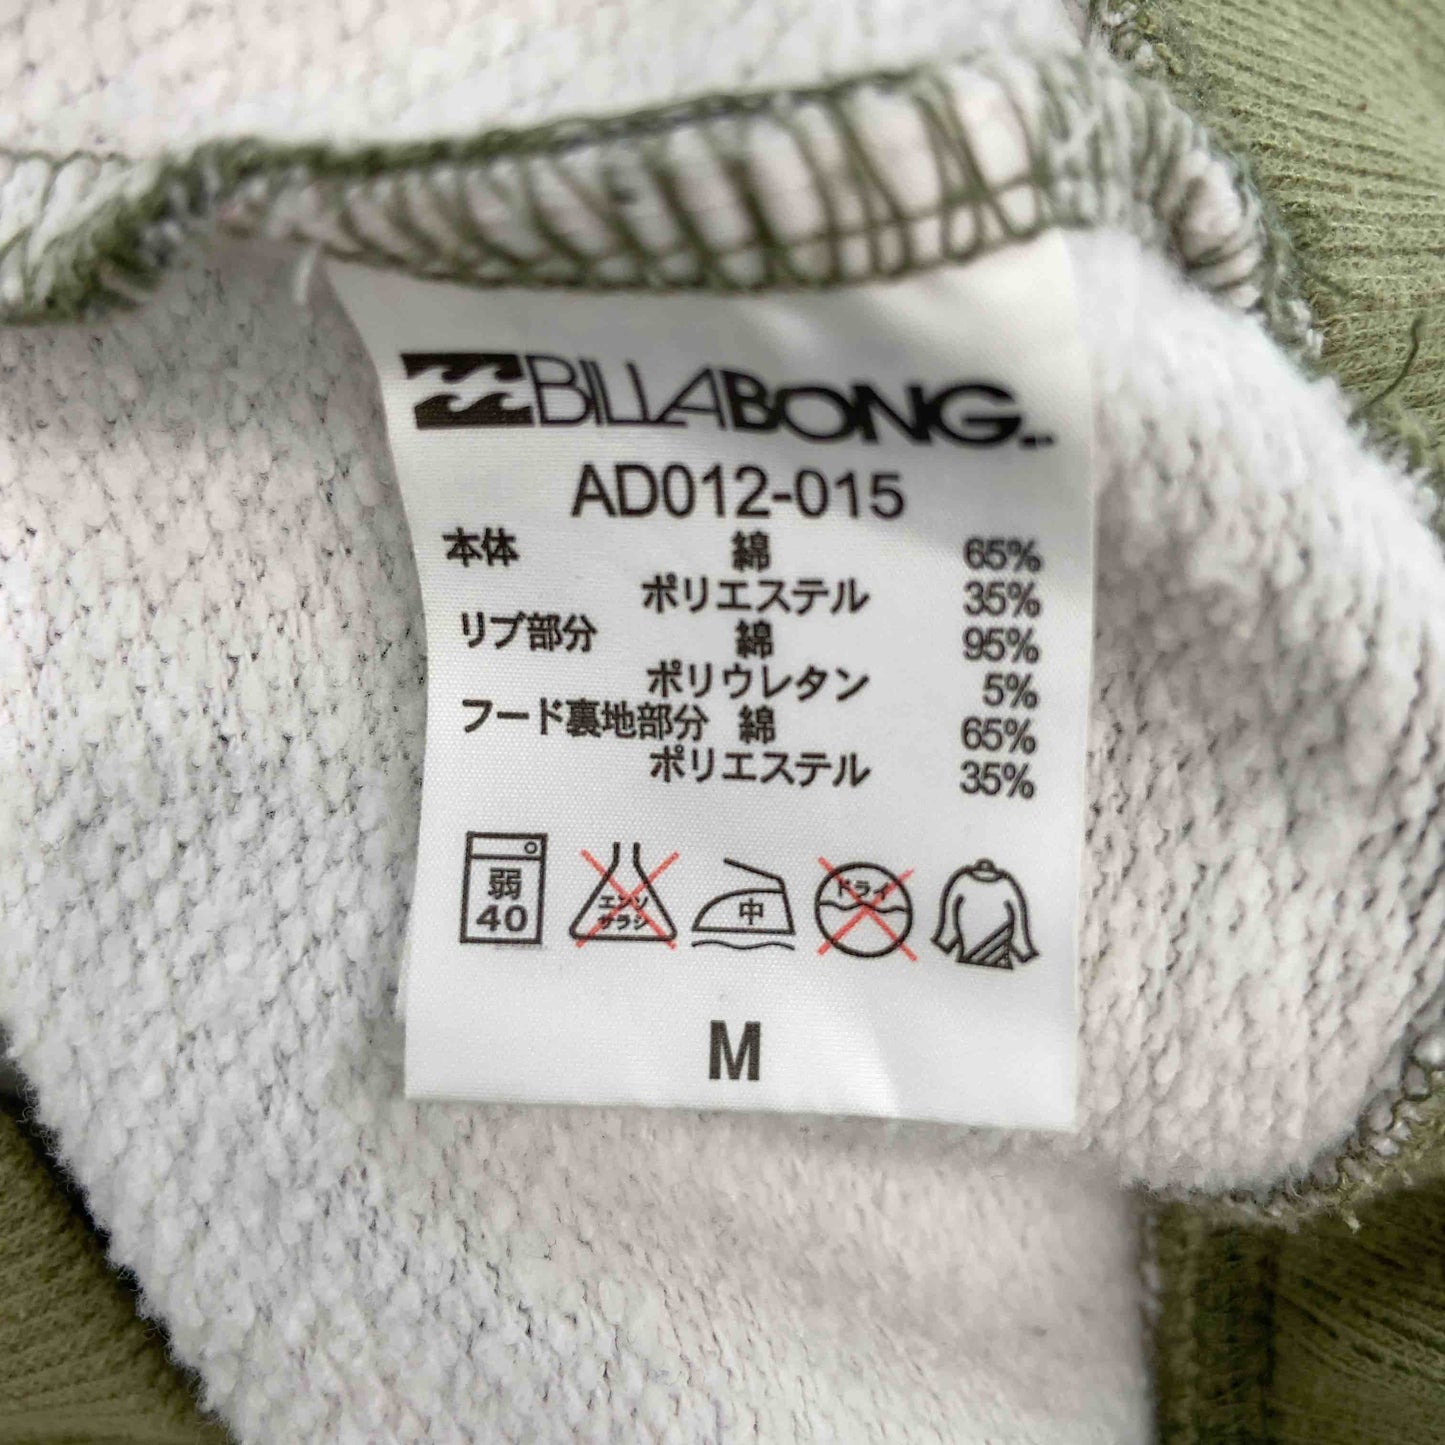 BILLABONG
AD012-015
本体 綿 65%
ポリエステル 35%
リブ部分 綿 95%
ポリウレタン 5%
フード裏地部分 綿 65%
ポリエステル 35%
弱 40 エンソ サラシ 中 ドライ
M